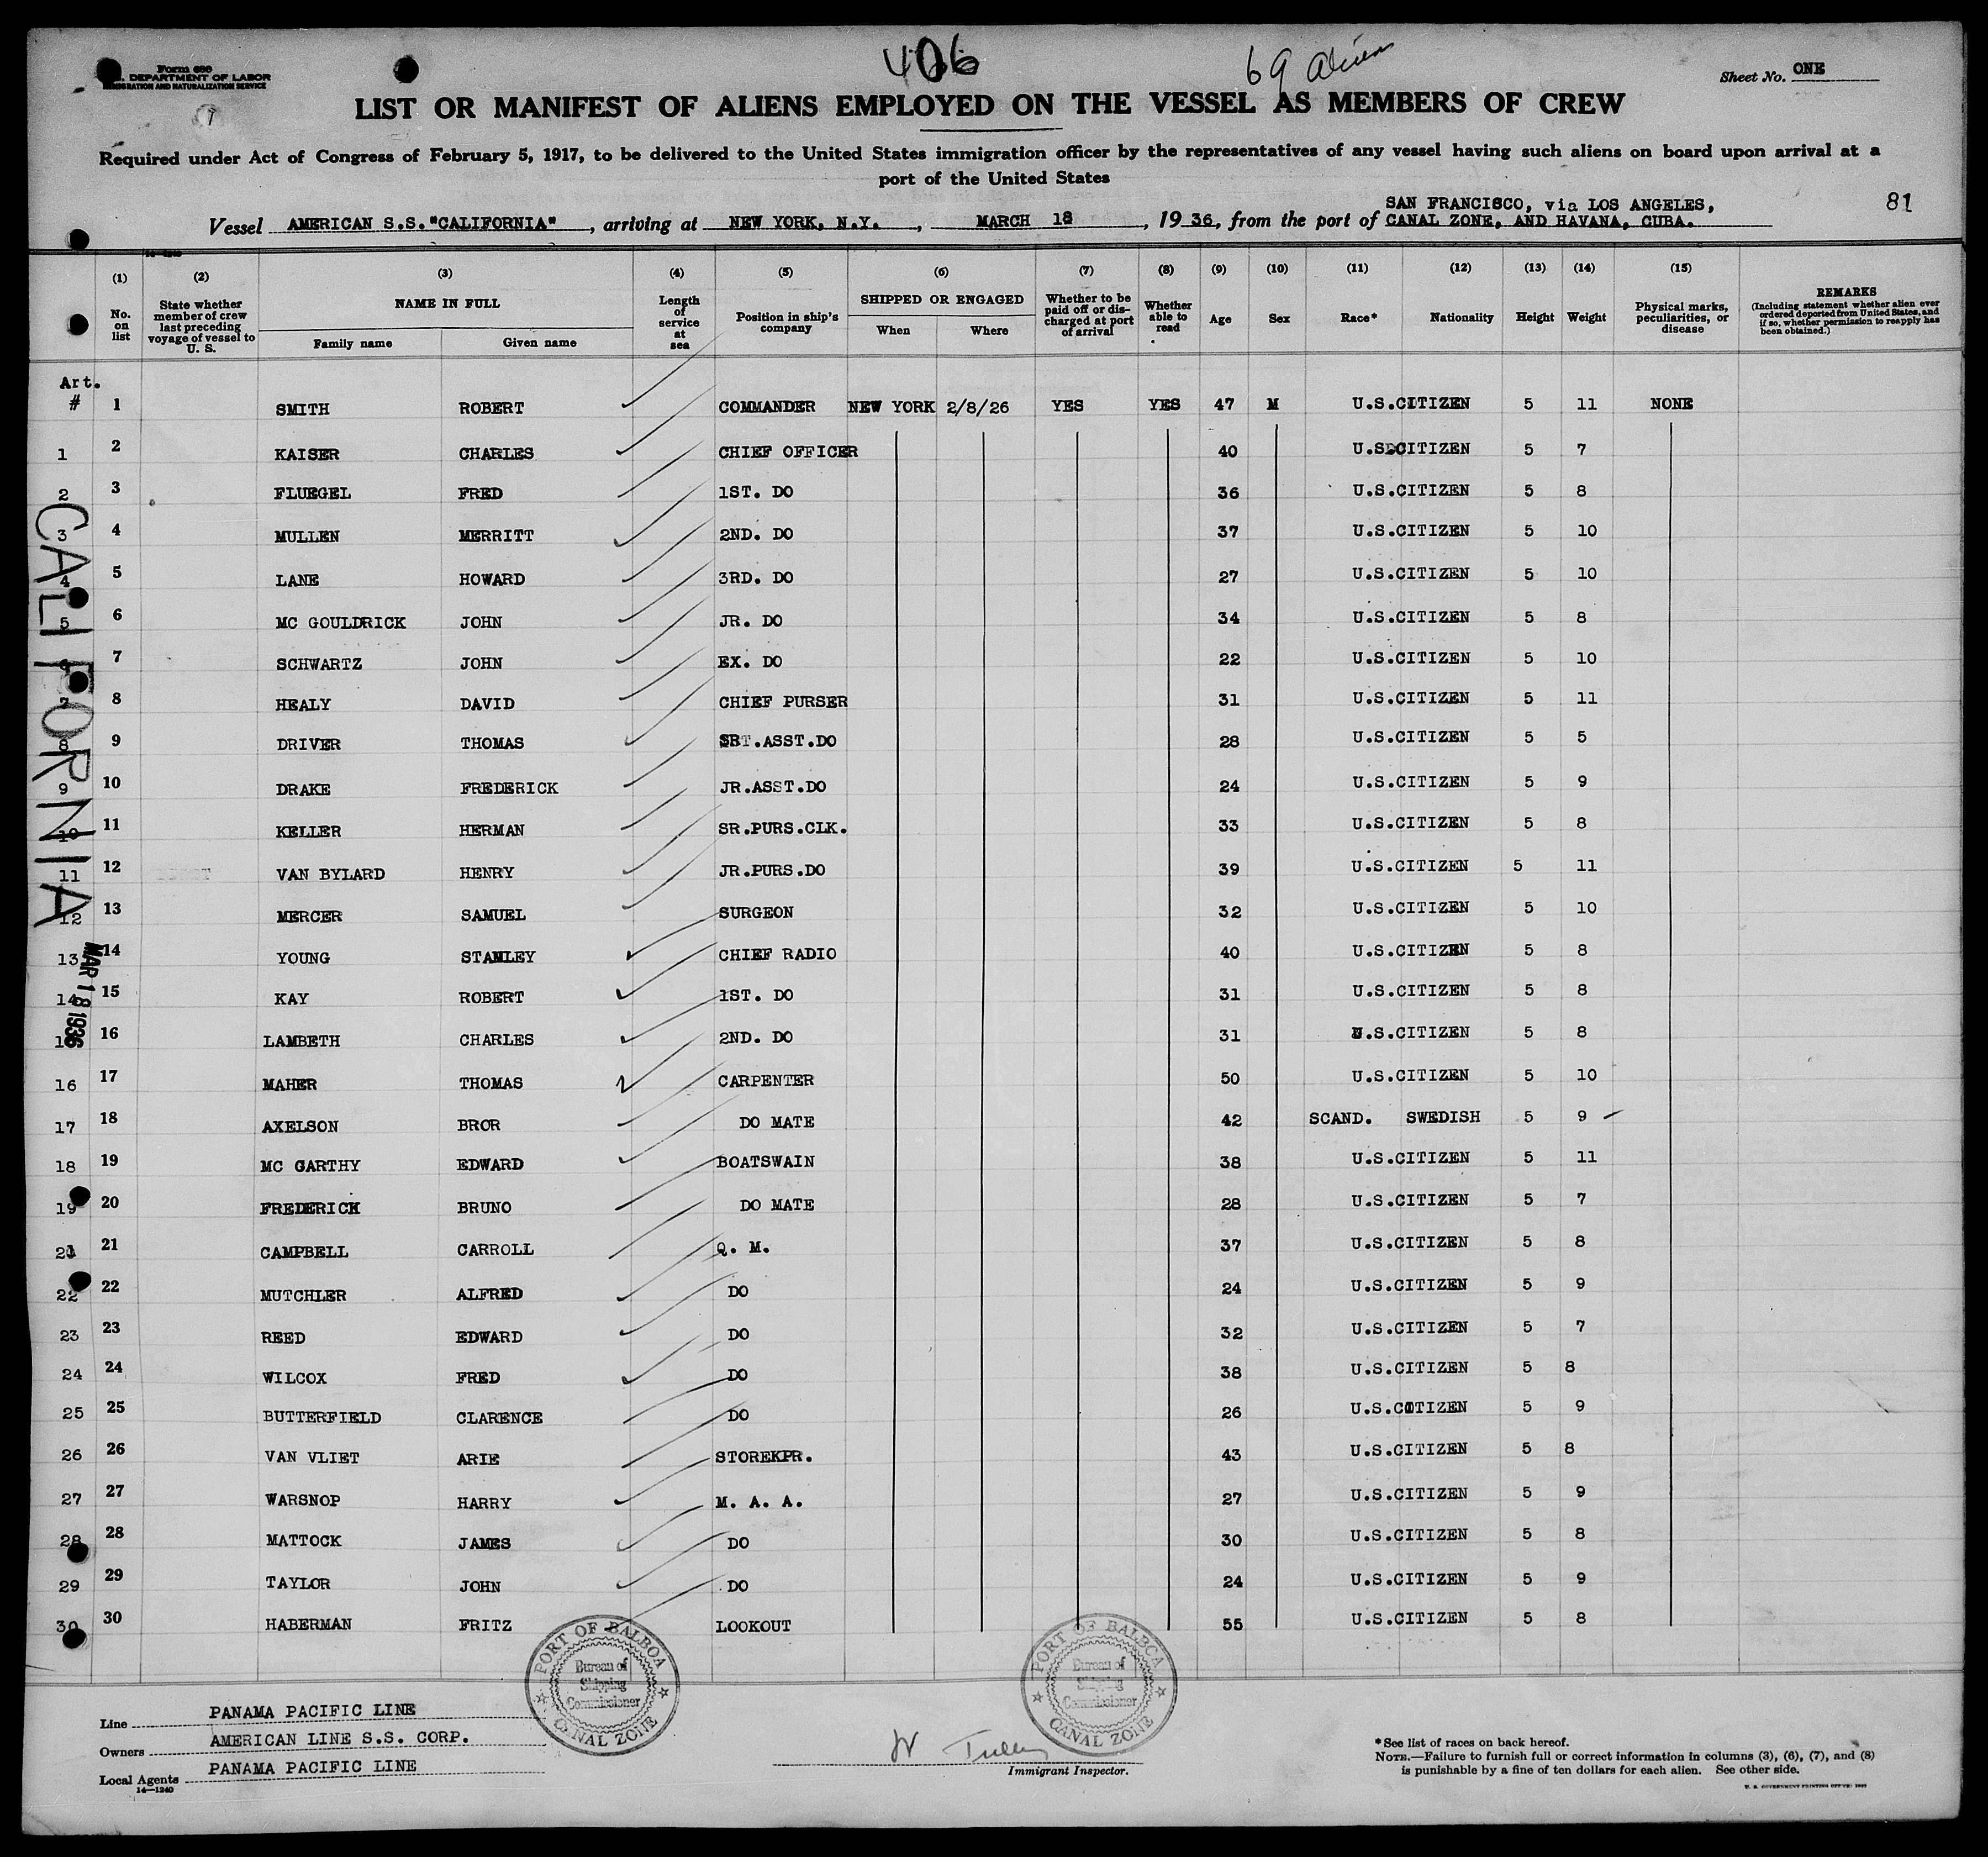 406
69 Aliens
Form 680
U.S. DEPARTMENT OF LABOR
IMMIGRATION AND NATURALIZATION SERVICE
Sheet No. ONE
LIST OR MANIFEST OF ALIENS EMPLOYED ON THE VESSEL AS MEMBERS OF CREW
Required under Act of Congress of February 5, 1917, to be delivered to the United States immigration officer by the representatives of any vessel having such aliens on board upon arrival at a
port of the United States
81
SAN FRANCISCO, via LOS ANGELES,
Vessel AMERICAN S.S."CALIFORNIA", arriving at NEW YORK, N.Y., MARCH 18, 1936, from the port of CANAL ZONE, AND HAVANA, CUBA.
14-1240
(1) (2) (3) (4) (5) (6) (7) (8) (9) (10) (11) (12) (13) (14) (15)
No. on list
State whether member of crew last preceding voyage of vessel to U. S.
NAME IN FULL
Family name Given name
Length of service at sea
Position in ship's company
SHIPPED OR ENGAGED
When Where
Whether to be paid off or discharged at port of arrival
Whether able to read
Age Sex Race* Nationality Height Weight
Physical marks, peculiarities, or disease
REMARKS
(Including statement whether alien ever ordered deported from United States, and if so, whether permission to reapply has been obtained.)
Art.
# 1 SMITH ROBERT COMMANDER NEW YORK 2/8/26 YES YES 47 M U.S.CITIZEN 5 11 NONE
1 2 KAISER CHARLES CHIEF OFFICER 40 U.S.CITIZEN 5 7
2 3 FLUEGEL FRED 1ST. DO 36 U.S.CITIZEN 5 8
3 4 MULLEN MERRITT 2ND. DO 37 U.S.CITIZEN 5 10
4 5 LANE HOWARD 3RD. DO 27 U.S.CITIZEN 5 10
5 6 MC GOULDRICK JOHN JR. DO 34 U.S.CITIZEN 5 8
6 7 SCHWARTZ JOHN EX. DO 22 U.S.CITIZEN 5 10
7 8 HEALY DAVID CHIEF PURSER 31 U.S.CITIZEN 5 11
8 9 DRIVER THOMAS SR.ASST.DO 28 U.S.CITIZEN 5 5
9 10 DRAKE FREDERICK JR.ASST.DO 24 U.S.CITIZEN 5 9
10 11 KELLER HERMAN SR.PURS.CLK. 33 U.S.CITIZEN 5 8
11 12 VAN BYLARD HENRY JR.PURS.DO 39 U.S.CITIZEN 5 11
12 13 MERCER SAMUEL SURGEON 32 U.S.CITIZEN 5 10
13 14 YOUNG STANLEY CHIEF RADIO 40 U.S.CITIZEN 5 8
14 15 KAY ROBERT 1ST. DO 31 U.S.CITIZEN 5 8
15 16 LAMBETH CHARLES 2ND. DO 31 U.S.CITIZEN 5 8
16 17 MAHER THOMAS CARPENTER 50 U.S.CITIZEN 5 10
17 18 AXELSON BROR DO MATE 42 SCAND. SWEDISH 5 9
18 19 MC GARTHY EDWARD BOATSWAIN 38 U.S.CITIZEN 5 11
19 20 FREDERICK BRUNO DO MATE 28 U.S.CITIZEN 5 7
21 21 CAMPBELL CARROLL Q. M. 37 U.S.CITIZEN 5 8
22 22 MUTCHLER ALFRED DO 24 U.S.CITIZEN 5 9
23 23 REED EDWARD DO 32 U.S.CITIZEN 5 7
24 24 WILCOX FRED DO 38 U.S.CITIZEN 5 8
25 25 BUTTERFIELD CLARENCE DO 26 U.S.CITIZEN 5 9
26 26 VAN VLIET ARIE STOREKPR. 43 U.S.CITIZEN 5 8
27 27 WARSNOP HARRY M. A. A. 27 U.S.CITIZEN 5 9
28 28 MATTOCK JAMES DO 30 U.S.CITIZEN 5 8
29 29 TAYLOR JOHN DO 24 U.S.CITIZEN 5 9
30 30 HABERMAN FRITZ LOOKOUT 55 U.S.CITIZEN 5 8
CALIFORNIA
MAR 18 1936
PORT OF BALBOA
Bureau of
Shipping
Commissioner
CANAL ZONE
PORT OF BALBOA
Bureau of
Shipping
Commissioner
CANAL ZONE
Line PANAMA PACIFIC LINE
Owners AMERICAN LINE S.S. CORP.
Local Agents PANAMA PACIFIC LINE
14-1240
W Tully
Immigrant Inspector.
*See list of races on back hereof.
NOTE.—Failure to furnish full or correct information in columns (3), (6), (7), and (8)
is punishable by a fine of ten dollars for each alien. See other side.